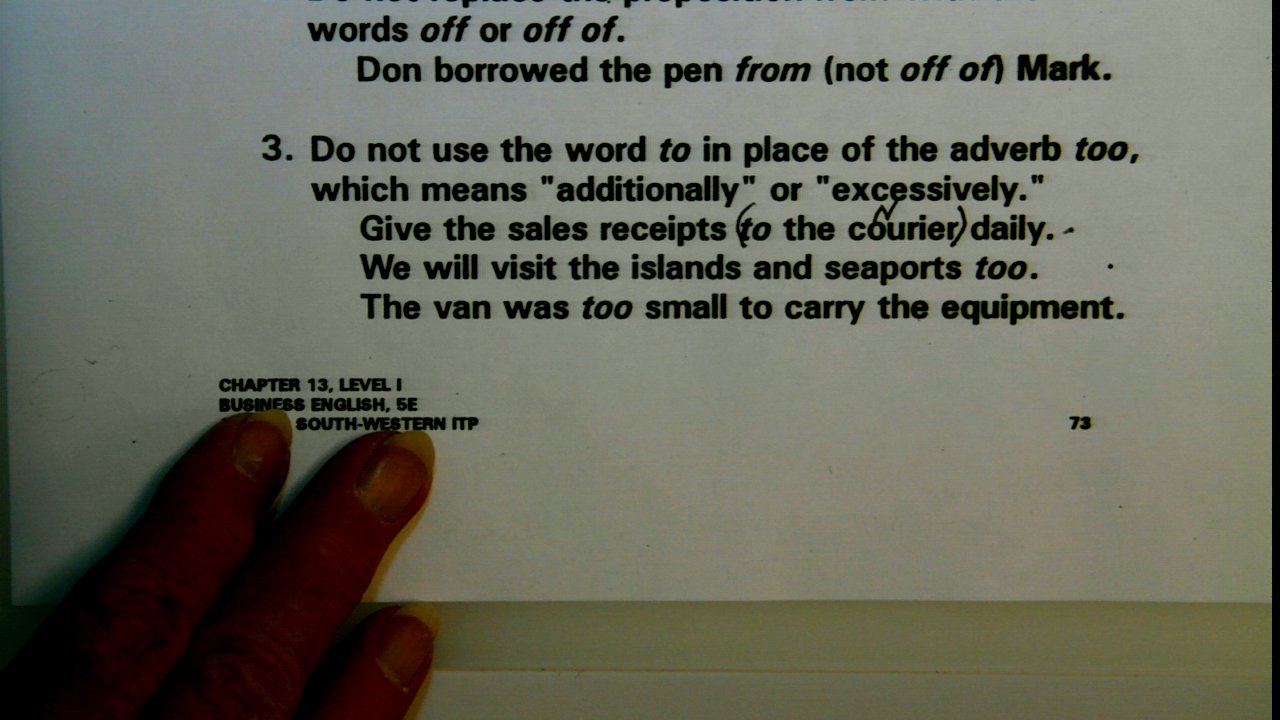 words off or off of.
Don borrowed the pen from (not off of) Mark.
3. Do not use the word to in place of the adverb too,
which means "additionally" or "excessively."
Give the sales receipts (to the courier) daily.
We will visit the islands and seaports too.
The van was too small to carry the equipment.
CHAPTER 13, LEVEL I
BUSINESS ENGLISH, 5E
SOUTH-WESTERN ITP
73